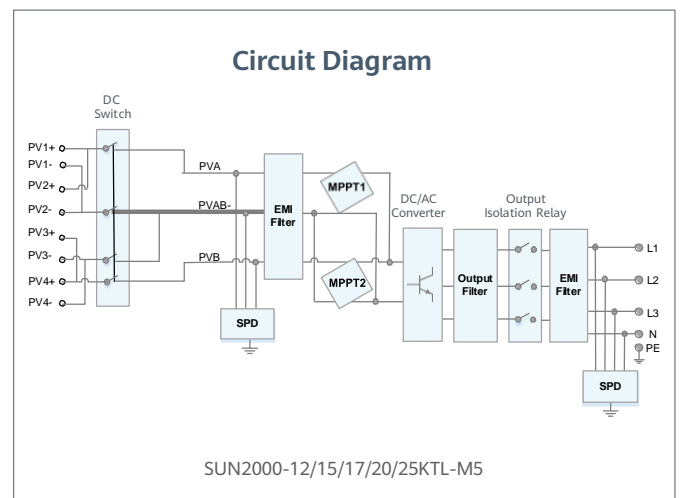 Circuit Diagram
DC
Switch
PV1+
PV1-
PV2+
PV2-
PV3+
PV3-
PV4+
PV4-
PVA
PVAB-
PVB
EMI
Filter
SPD
MPPT1
MPPT2
DC/AC
Converter
Output
Filter
Output
Isolation Relay
EMI
Filter
L1
L2
L3
N
PE
SPD
SUN2000-12/15/17/20/25KTL-M5